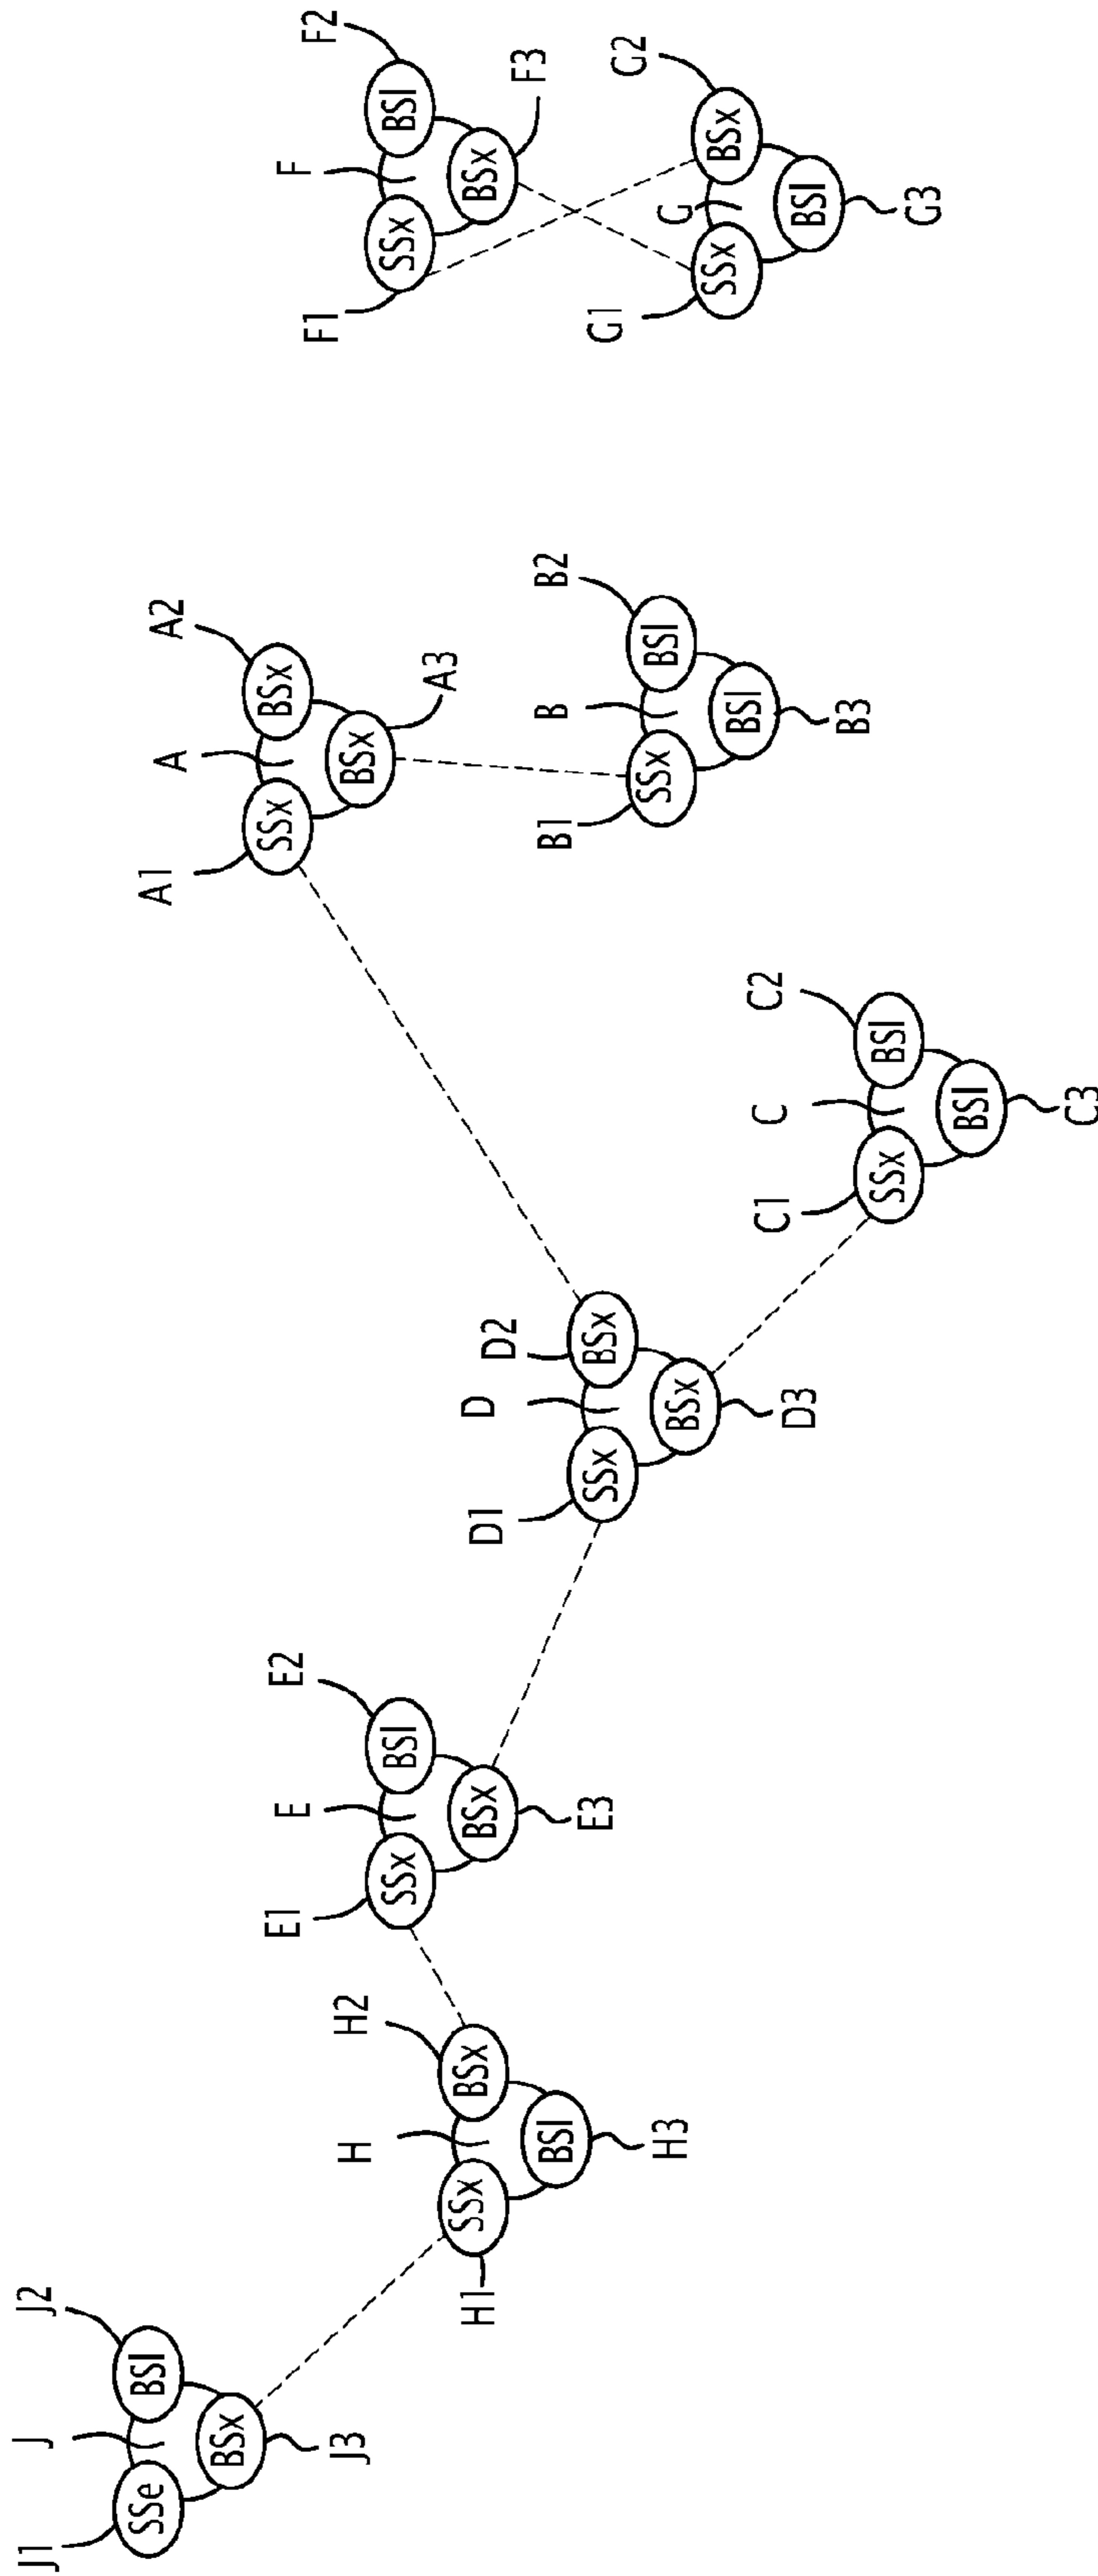 J
J1
J2
J3
SSe
BSl
BSx
H
H1
H2
H3
SSx
BSx
BSl
E
E1
E2
E3
SSx
BSl
BSx
D
D1
D2
D3
SSx
BSx
BSx
C
C1
C2
C3
SSx
BSl
BSl
A
A1
A2
A3
SSx
BSx
BSx
B
B1
B2
B3
SSx
BSl
BSl
F
F1
F2
F3
SSx
BSl
BSx
G
G1
G2
G3
SSx
BSx
BSl